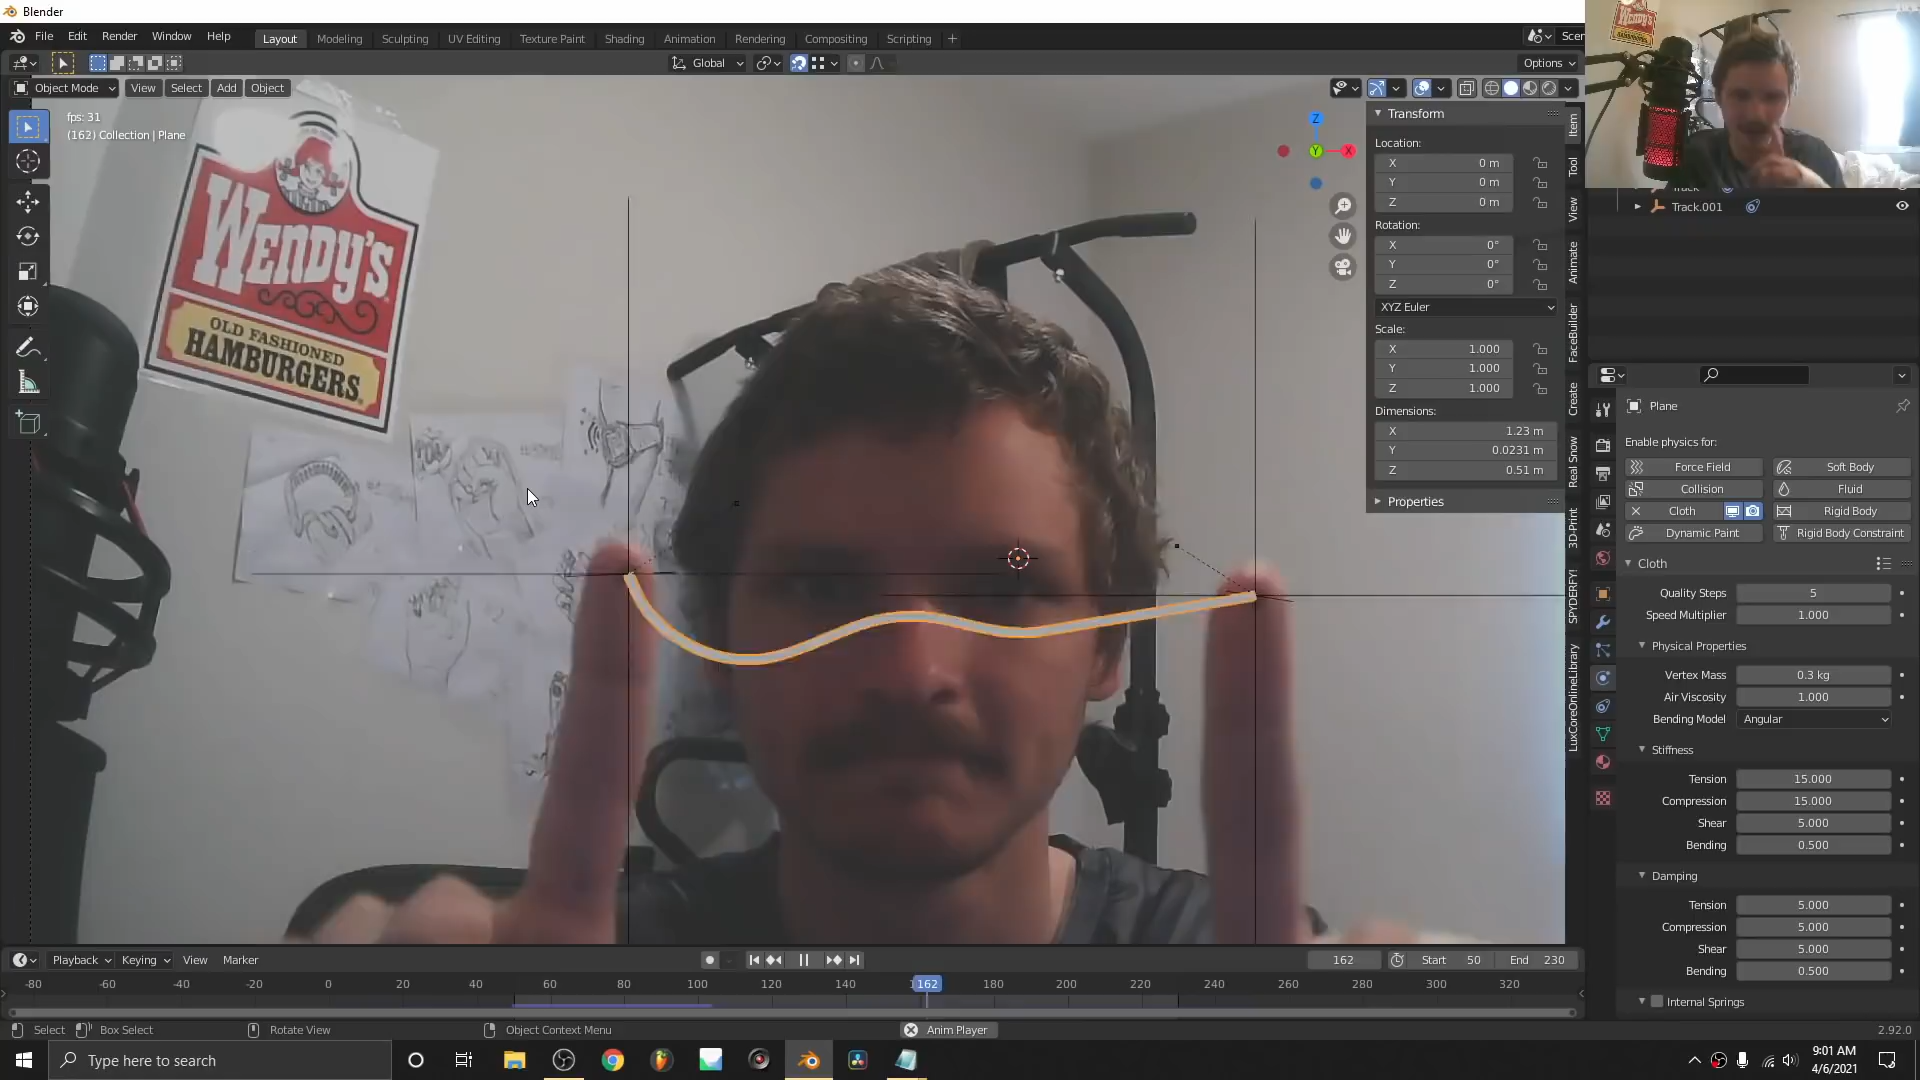 Blender
File Edit Render Window Help
Layout Modeling Sculpting UV Editing Texture Paint Shading Animation Rendering Compositing Scripting
Scen
Global
Options
Object Mode View Select Add Object
fps: 31
(162) Collection | Plane
WENDY'S
OLD FASHIONED
HAMBURGERS.
Z
Y
X
Item
Tool
View
Animate
FaceBuilder
Create
Real Snow
3D-Print
SPYDERFY!
LuxCoreOnlineLibrary
Transform
Location:
X 0 m
Y 0 m
Z 0 m
Rotation:
X 0°
Y 0°
Z 0°
XYZ Euler
Scale:
X 1.000
Y 1.000
Z 1.000
Dimensions:
X 1.23 m
Y 0.0231 m
Z 0.51 m
Properties
WENDY'S
HAMBURGERS
Track
Track.001
Plane
Enable physics for:
Force Field Soft Body
Collision Fluid
Cloth Rigid Body
Dynamic Paint Rigid Body Constraint
Cloth
Quality Steps 5
Speed Multiplier 1.000
Physical Properties
Vertex Mass 0.3 kg
Air Viscosity 1.000
Bending Model Angular
Stiffness
Tension 15.000
Compression 15.000
Shear 5.000
Bending 0.500
Damping
Tension 5.000
Compression 5.000
Shear 5.000
Bending 0.500
Internal Springs
Playback Keying View Marker
162 Start 50 End 230
-80 -60 -40 -20 0 20 40 60 80 100 120 140 162 180 200 220 240 260 280 300 320
Select Box Select Rotate View Object Context Menu Anim Player 2.92.0
Type here to search
9:01 AM
4/6/2021